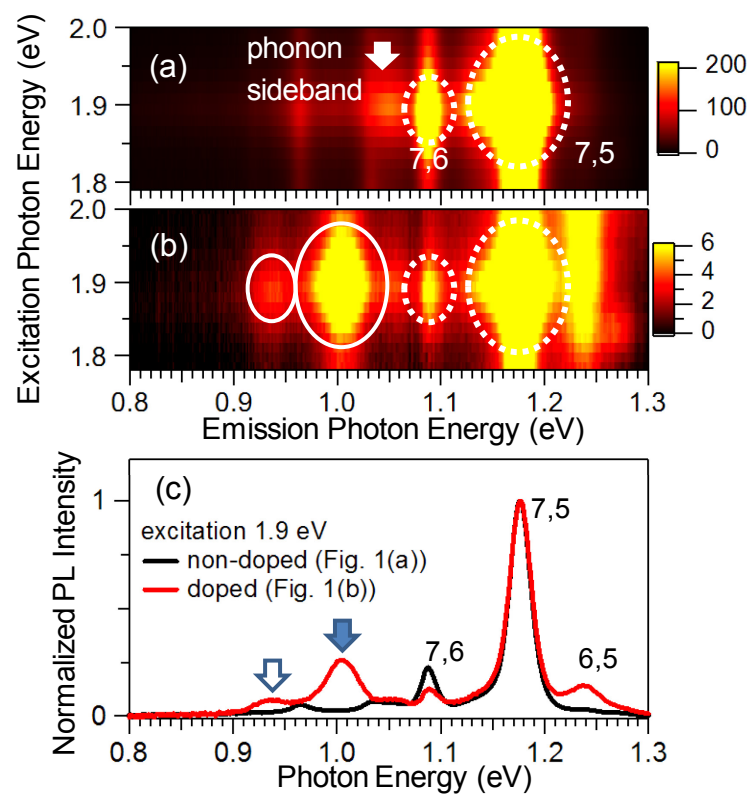 2.0
(a)
phonon
sideband
1.9
7,6
7,5
1.8
200
100
0
2.0
(b)
1.9
1.8
6
4
2
0
Excitation Photon Energy (eV)
0.8 0.9 1.0 1.1 1.2 1.3
Emission Photon Energy (eV)
(c)
1
7,5
excitation 1.9 eV
non-doped (Fig. 1(a))
doped (Fig. 1(b))
7,6
6,5
0
Normalized PL Intensity
0.8 0.9 1.0 1.1 1.2 1.3
Photon Energy (eV)